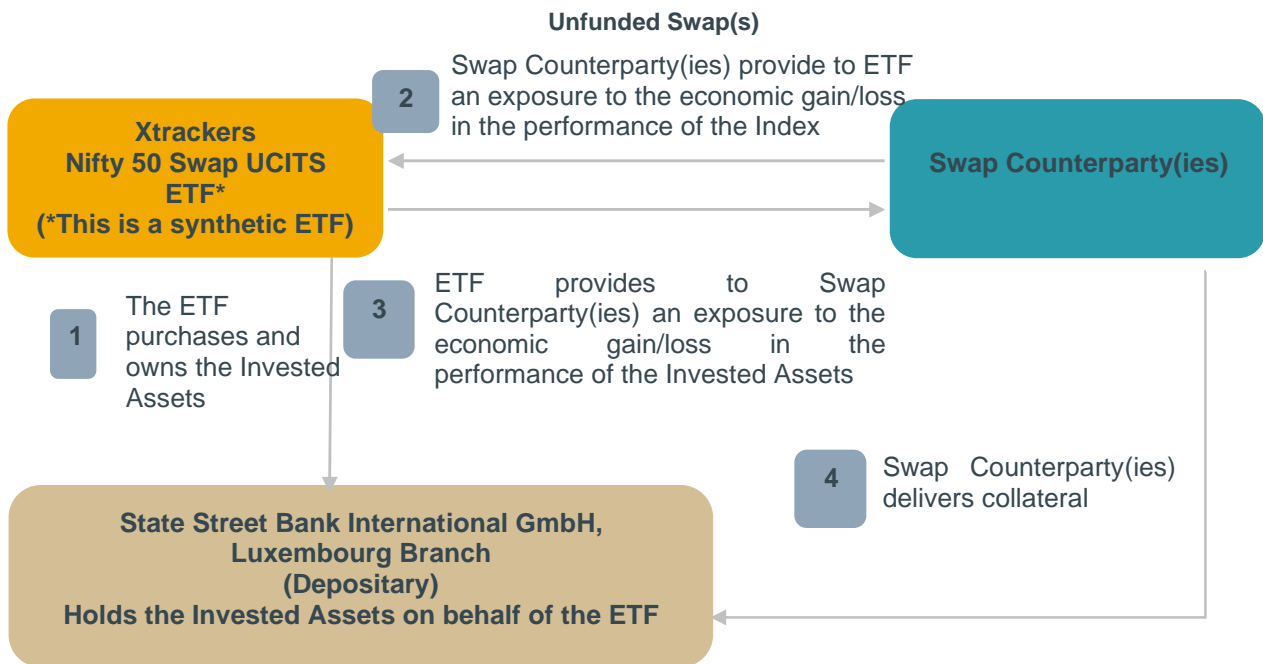 Unfunded Swap(s)
2
Swap Counterparty(ies) provide to ETF
an exposure to the economic gain/loss
in the performance of the Index
Xtrackers
Nifty 50 Swap UCITS
ETF*
(*This is a synthetic ETF)
Swap Counterparty(ies)
1
The ETF
purchases and
owns the Invested
Assets
3
ETF provides to Swap
Counterparty(ies) an exposure to the
economic gain/loss in the
performance of the Invested Assets
4
Swap Counterparty(ies)
delivers collateral
State Street Bank International GmbH,
Luxembourg Branch
(Depositary)
Holds the Invested Assets on behalf of the ETF